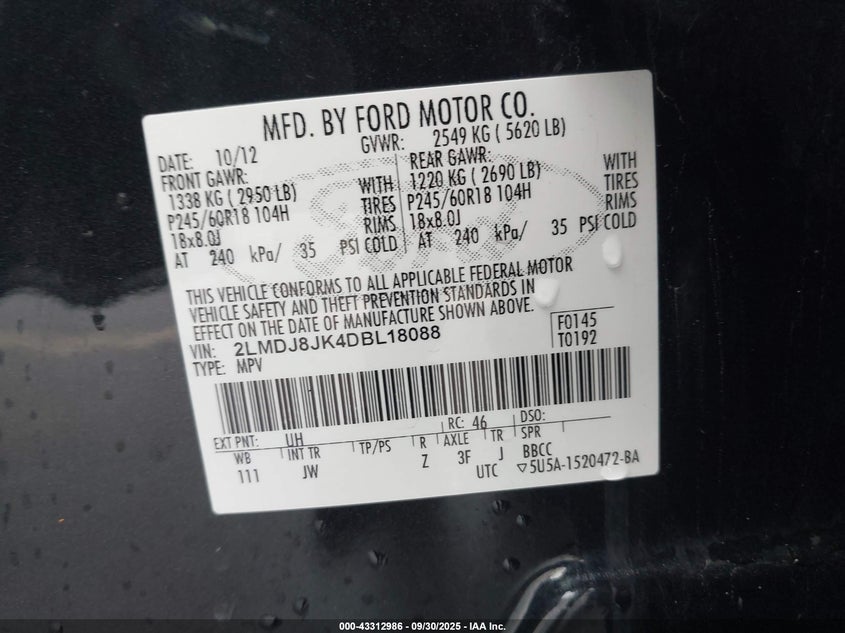 MFD. BY FORD MOTOR CO.
DATE: 10/12 GVWR: 2549 KG ( 5620 LB)
FRONT GAWR: REAR GAWR: WITH
1338 KG ( 2950 LB) WITH 1220 KG ( 2690 LB) TIRES
P245/60R18 104H TIRES P245/60R18 104H RIMS
18x8.0J RIMS 18x8.0J
AT 240 kPa/ 35 PSI COLD AT 240 kPa/ 35 PSI COLD
THIS VEHICLE CONFORMS TO ALL APPLICABLE FEDERAL MOTOR
VEHICLE SAFETY AND THEFT PREVENTION STANDARDS IN
EFFECT ON THE DATE OF MANUFACTURE SHOWN ABOVE.
VIN: 2LMDJ8JK4DBL18088 F0145
TYPE: MPV T0192
EXT PNT: UH RC: 46 DSO:
WB INT TR TP/PS R AXLE TR SPR
111 JW Z 3F J BBCC
UTC ▽5U5A-1520472-BA
000-43312986 - 09/30/2025 - IAA Inc.